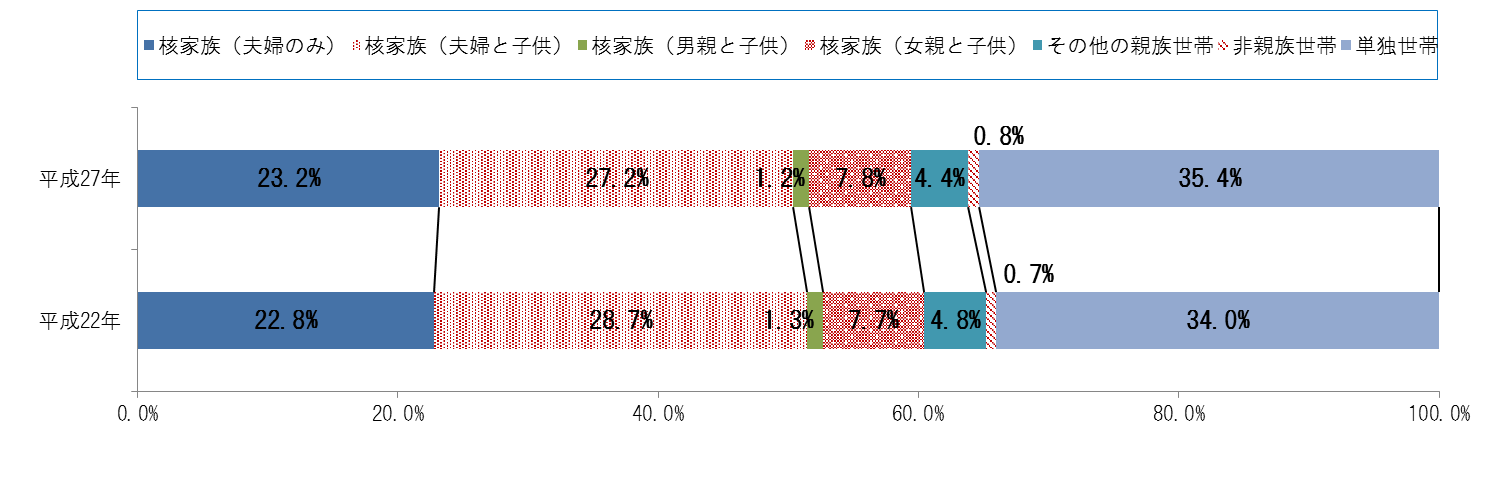 核家族（夫婦のみ） 核家族（夫婦と子供） 核家族（男親と子供） 核家族（女親と子供） その他の親族世帯 非親族世帯 単独世帯
0.8%
平成27年 23.2% 27.2% 1.2% 7.8% 4.4% 35.4%
0.7%
平成22年 22.8% 28.7% 1.3% 7.7% 4.8% 34.0%
0.0% 20.0% 40.0% 60.0% 80.0% 100.0%